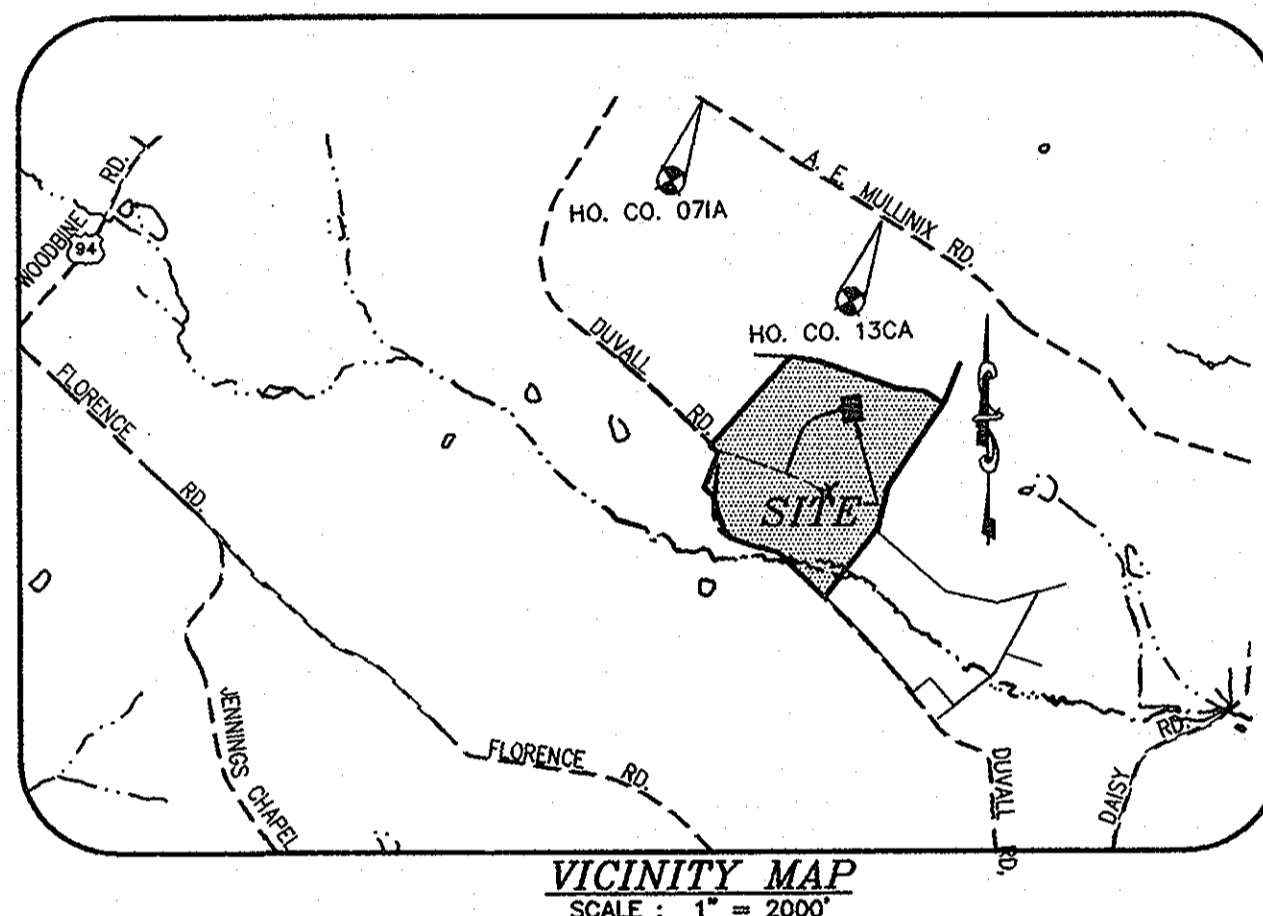 WOODBINE RD.
94
A. E. MULLINIX RD.
HO. CO. 071A
HO. CO. 13CA
DUVALL RD.
FLORENCE RD.
SITE
JENNINGS CHAPEL
FLORENCE RD.
DUVALL RD.
DAISY RD.
VICINITY MAP
SCALE : 1" = 2000'